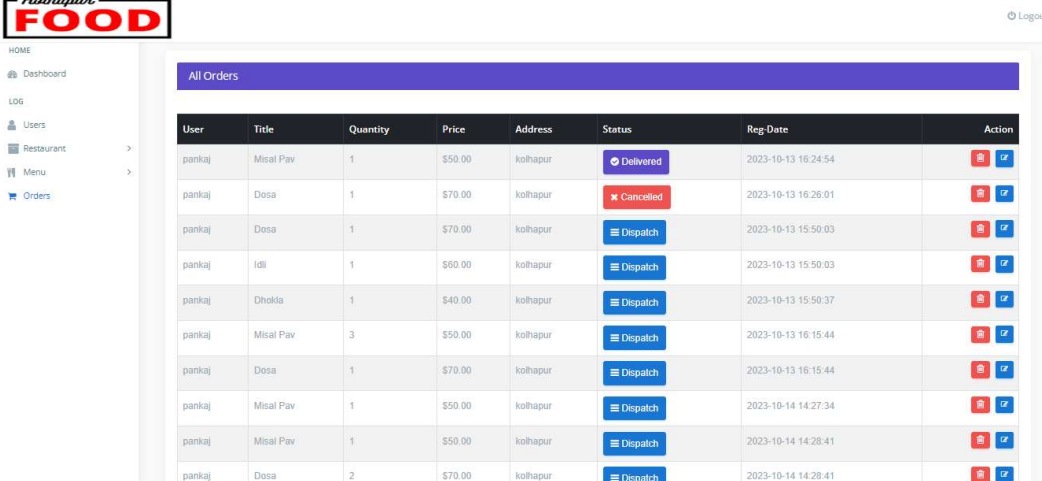 FOOD
Logou
HOME
Dashboard
LOG
Users
Restaurant
Menu
Orders
All Orders
User Title Quantity Price Address Status Reg-Date Action
pankaj Misal Pav 1 $50.00 kolhapur Delivered 2023-10-13 16:24:54
pankaj Dosa 1 $70.00 kolhapur Cancelled 2023-10-13 16:26:01
pankaj Dosa 1 $70.00 kolhapur Dispatch 2023-10-13 15:50:03
pankaj Idli 1 $60.00 kolhapur Dispatch 2023-10-13 15:50:03
pankaj Dhokla 1 $40.00 kolhapur Dispatch 2023-10-13 15:50:37
pankaj Misal Pav 3 $50.00 kolhapur Dispatch 2023-10-13 16:15:44
pankaj Dosa 1 $70.00 kolhapur Dispatch 2023-10-13 16:15:44
pankaj Misal Pav 1 $50.00 kolhapur Dispatch 2023-10-14 14:27:34
pankaj Misal Pav 1 $50.00 kolhapur Dispatch 2023-10-14 14:28:41
pankaj Dosa 2 $70.00 kolhapur Dispatch 2023-10-14 14:28:41